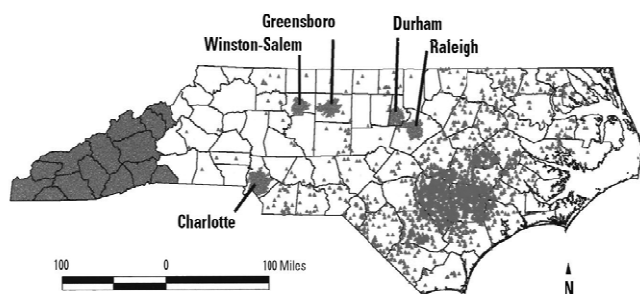 Greensboro
Winston-Salem
Durham
Raleigh
Charlotte
100 0 100 Miles
N